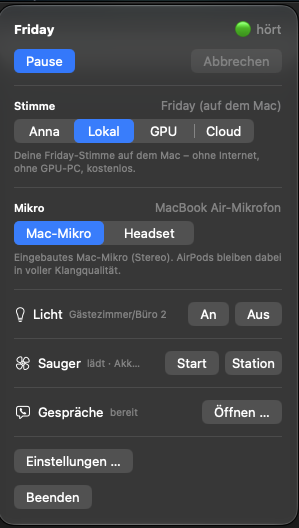 Friday hört
Pause Abbrechen
Stimme Friday (auf dem Mac)
Anna Lokal GPU Cloud
Deine Friday-Stimme auf dem Mac – ohne Internet,
ohne GPU-PC, kostenlos.
Mikro MacBook Air-Mikrofon
Mac-Mikro Headset
Eingebautes Mac-Mikro (Stereo). AirPods bleiben dabei
in voller Klangqualität.
Licht Gästezimmer/Büro 2 An Aus
Sauger lädt · Akk... Start Station
Gespräche bereit Öffnen ...
Einstellungen ...
Beenden